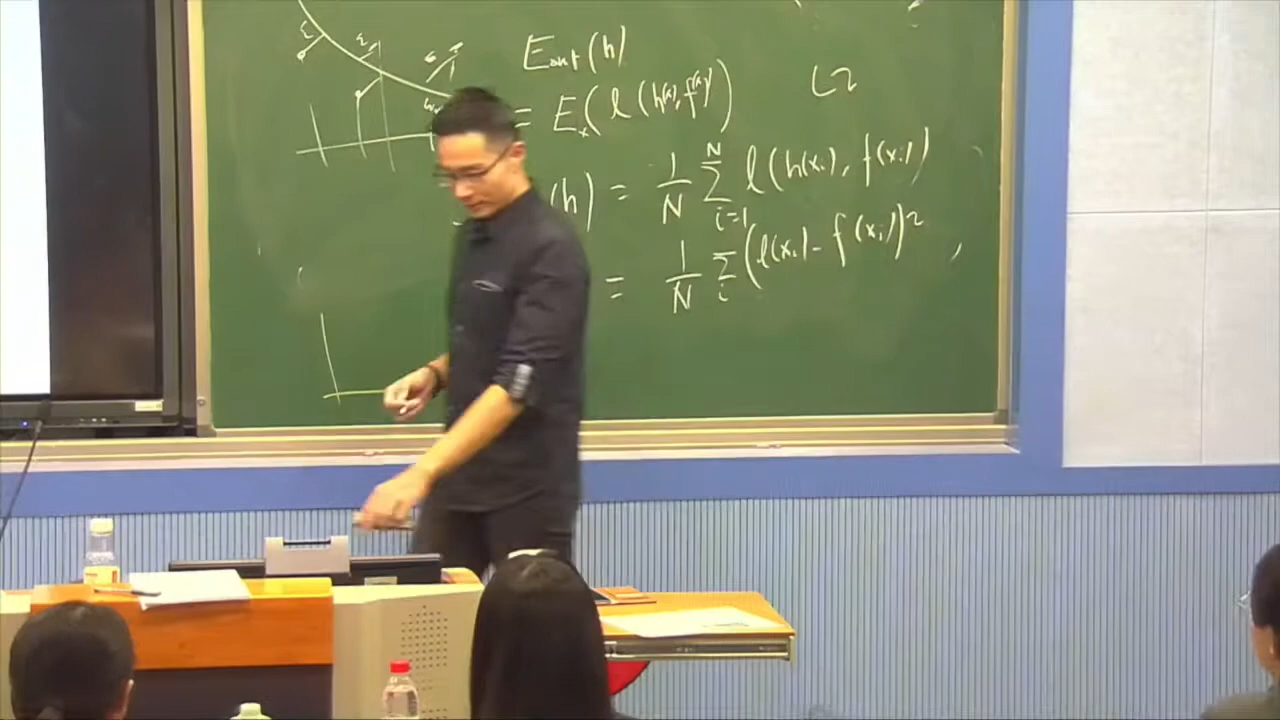 E_out(h)
= E_x(l(h(x), f(x)))
L2
(h) = 1/N Σ_{i=1}^{N} l(h(x_i), f(x_i))
= 1/N Σ_i (l(x_i) - f(x_i))^2 ,